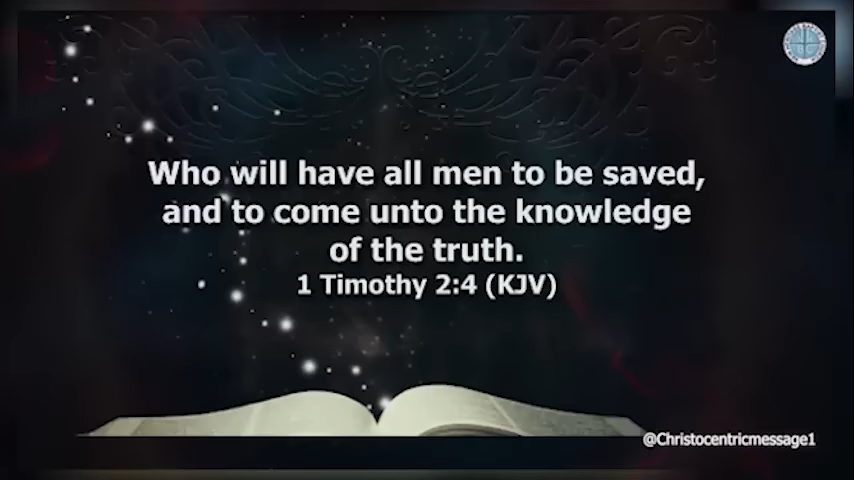 Who will have all men to be saved,
and to come unto the knowledge
of the truth.
1 Timothy 2:4 (KJV)
@Christocentricmessage1